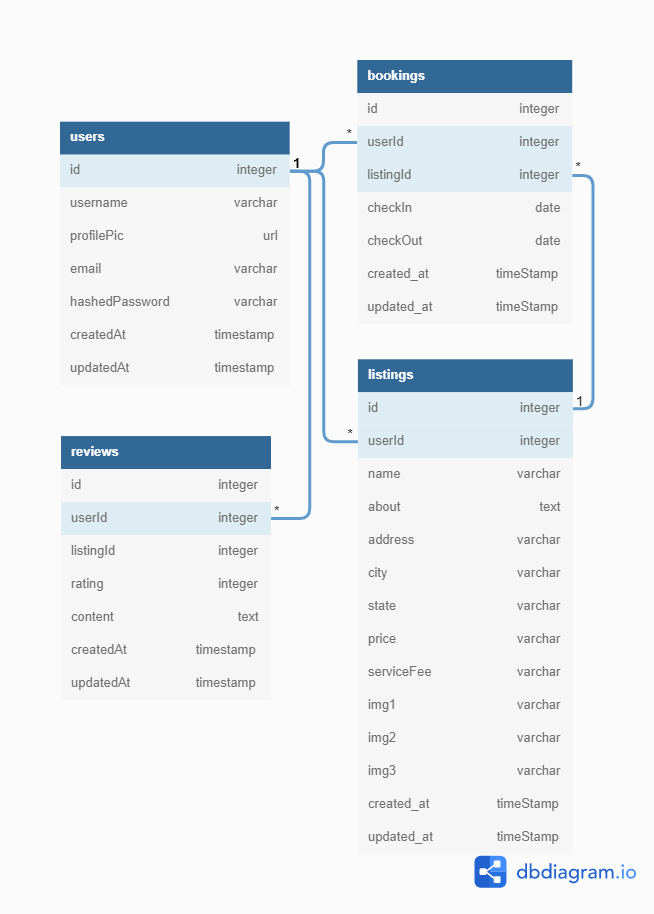 users
id integer
username varchar
profilePic url
email varchar
hashedPassword varchar
createdAt timestamp
updatedAt timestamp
1
reviews
id integer
userId integer
*
listingId integer
rating integer
content text
createdAt timestamp
updatedAt timestamp
bookings
id integer
* userId integer
listingId integer *
checkIn date
checkOut date
created_at timeStamp
updated_at timeStamp
listings
id integer 1
* userId integer
name varchar
about text
address varchar
city varchar
state varchar
price varchar
serviceFee varchar
img1 varchar
img2 varchar
img3 varchar
created_at timeStamp
updated_at timeStamp
dbdiagram.io